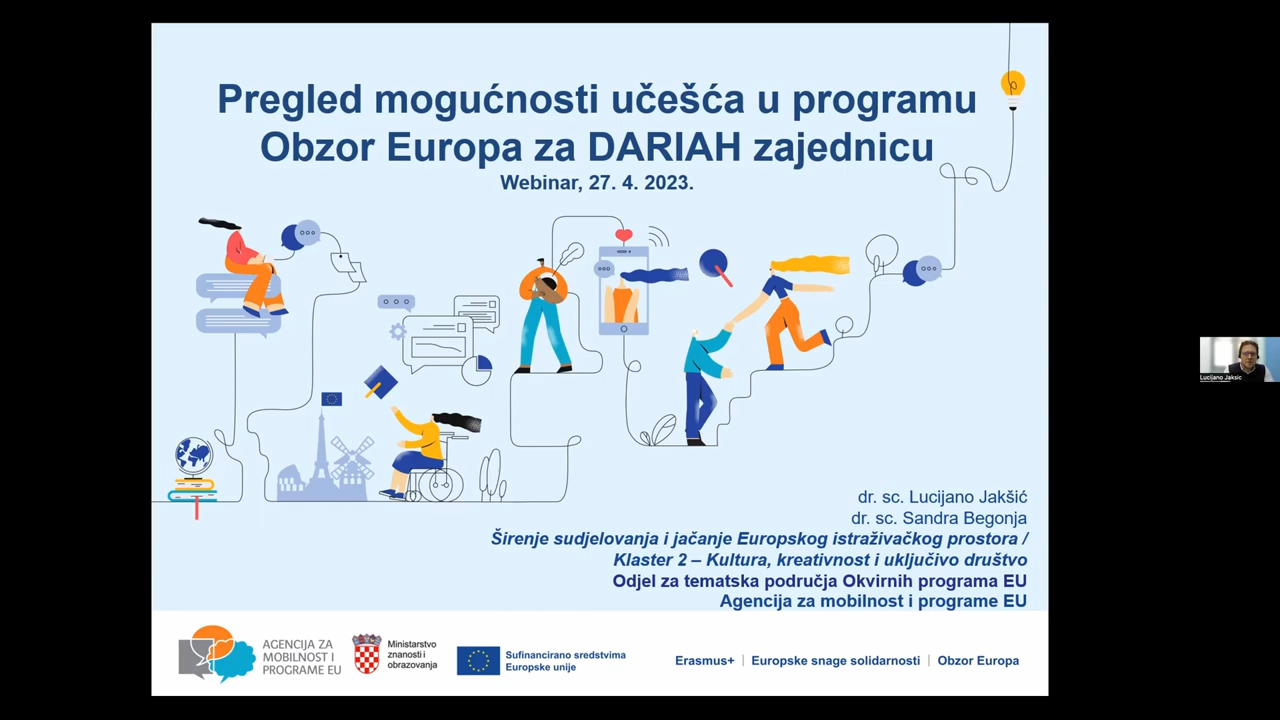 Pregled mogućnosti učešća u programu
Obzor Europa za DARIAH zajednicu
Webinar, 27. 4. 2023.
dr. sc. Lucijano Jakšić
dr. sc. Sandra Begonja
Širenje sudjelovanja i jačanje Europskog istraživačkog prostora /
Klaster 2 – Kultura, kreativnost i uključivo društvo
Odjel za tematska područja Okvirnih programa EU
Agencija za mobilnost i programe EU
AGENCIJA ZA
MOBILNOST I
PROGRAME EU
Ministarstvo
znanosti i
obrazovanja
Sufinancirano sredstvima
Europske unije
Erasmus+ | Europske snage solidarnosti | Obzor Europa
Lucijano Jaksic